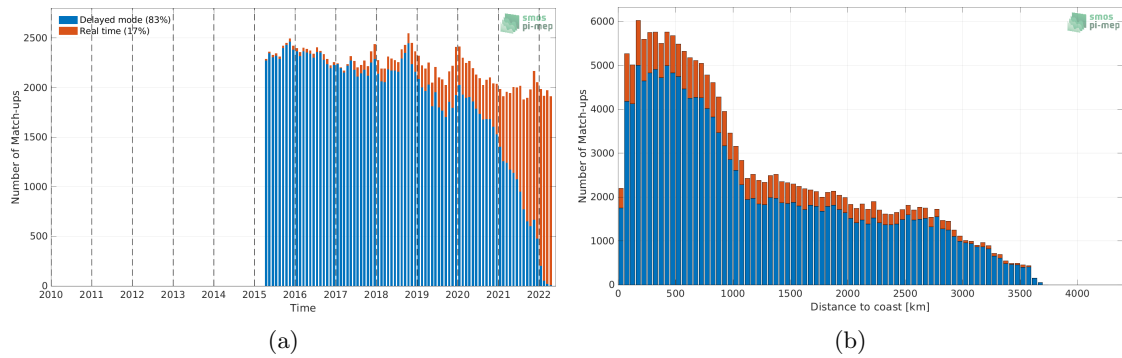 Delayed mode (83%)
Real time (17%)
smos
pi-mep
2500
2000
1500
1000
500
0
Number of Match-ups
2010 2011 2012 2013 2014 2015 2016 2017 2018 2019 2020 2021 2022
Time
(a)
smos
pi-mep
6000
5000
4000
3000
2000
1000
0
Number of Match-ups
0 500 1000 1500 2000 2500 3000 3500 4000
Distance to coast [km]
(b)